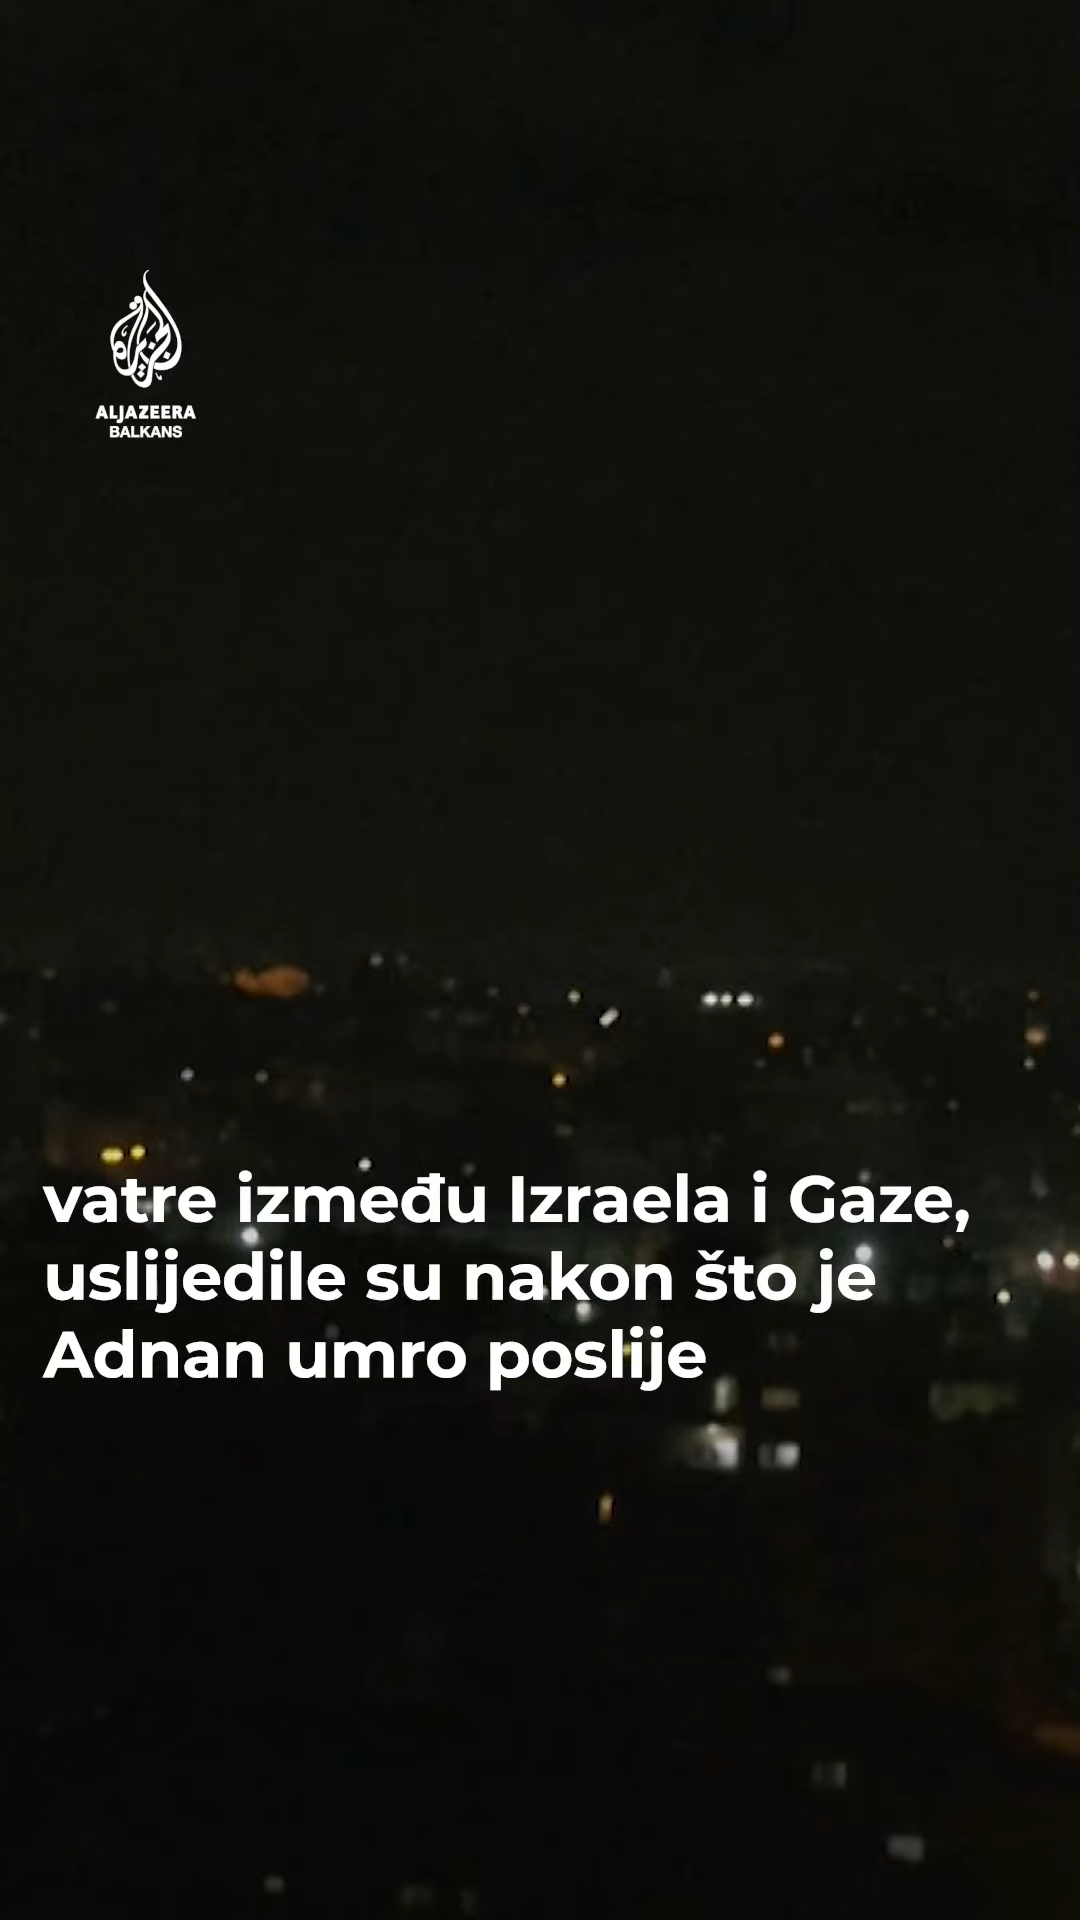 ALJAZEERA
BALKANS
vatre između Izraela i Gaze,
uslijedile su nakon što je
Adnan umro poslije